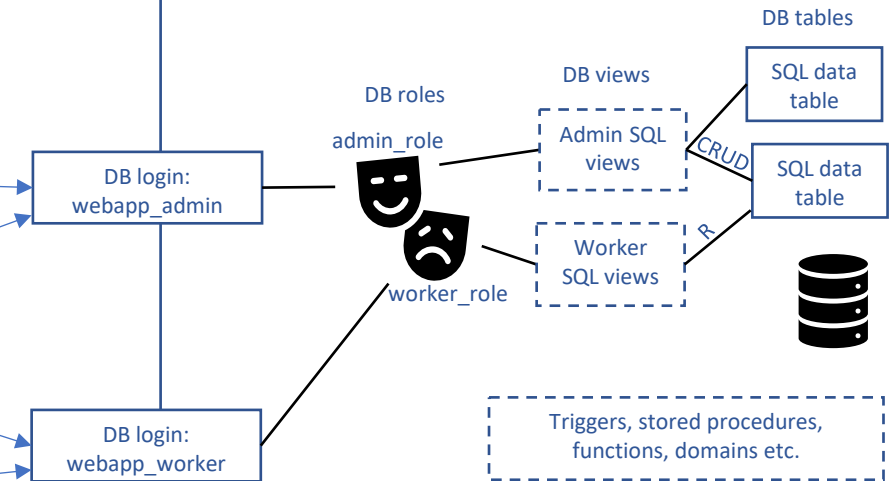 DB tables
SQL data
table
DB views
DB roles
admin_role
Admin SQL
views
CRUD
SQL data
table
DB login:
webapp_admin
R
Worker
SQL views
worker_role
Triggers, stored procedures,
functions, domains etc.
DB login:
webapp_worker